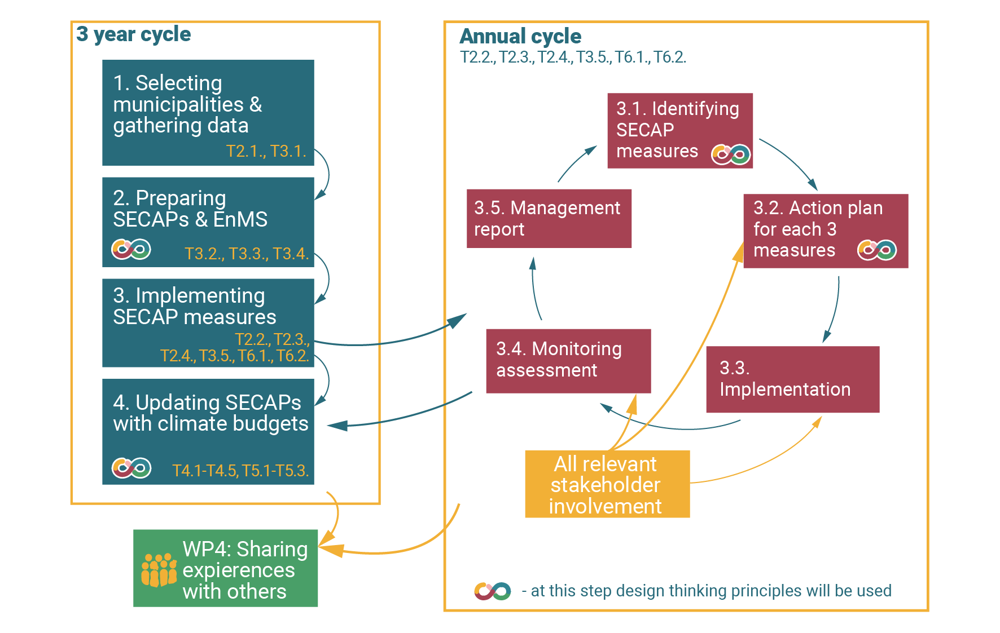 3 year cycle
1. Selecting
municipalities &
gathering data
T2.1., T3.1.
2. Preparing
SECAPs & EnMS
T3.2., T3.3., T3.4.
3. Implementing
SECAP measures
T2.2., T2.3.,
T2.4., T3.5., T6.1., T6.2.
4. Updating SECAPs
with climate budgets
T4.1-T4.5, T5.1-T5.3.
WP4: Sharing
expierences
with others
Annual cycle
T2.2., T2.3., T2.4., T3.5., T6.1., T6.2.
3.1. Identifying
SECAP
measures
3.2. Action plan
for each 3
measures
3.3.
Implementation
3.4. Monitoring
assessment
3.5. Management
report
All relevant
stakeholder
involvement
- at this step design thinking principles will be used